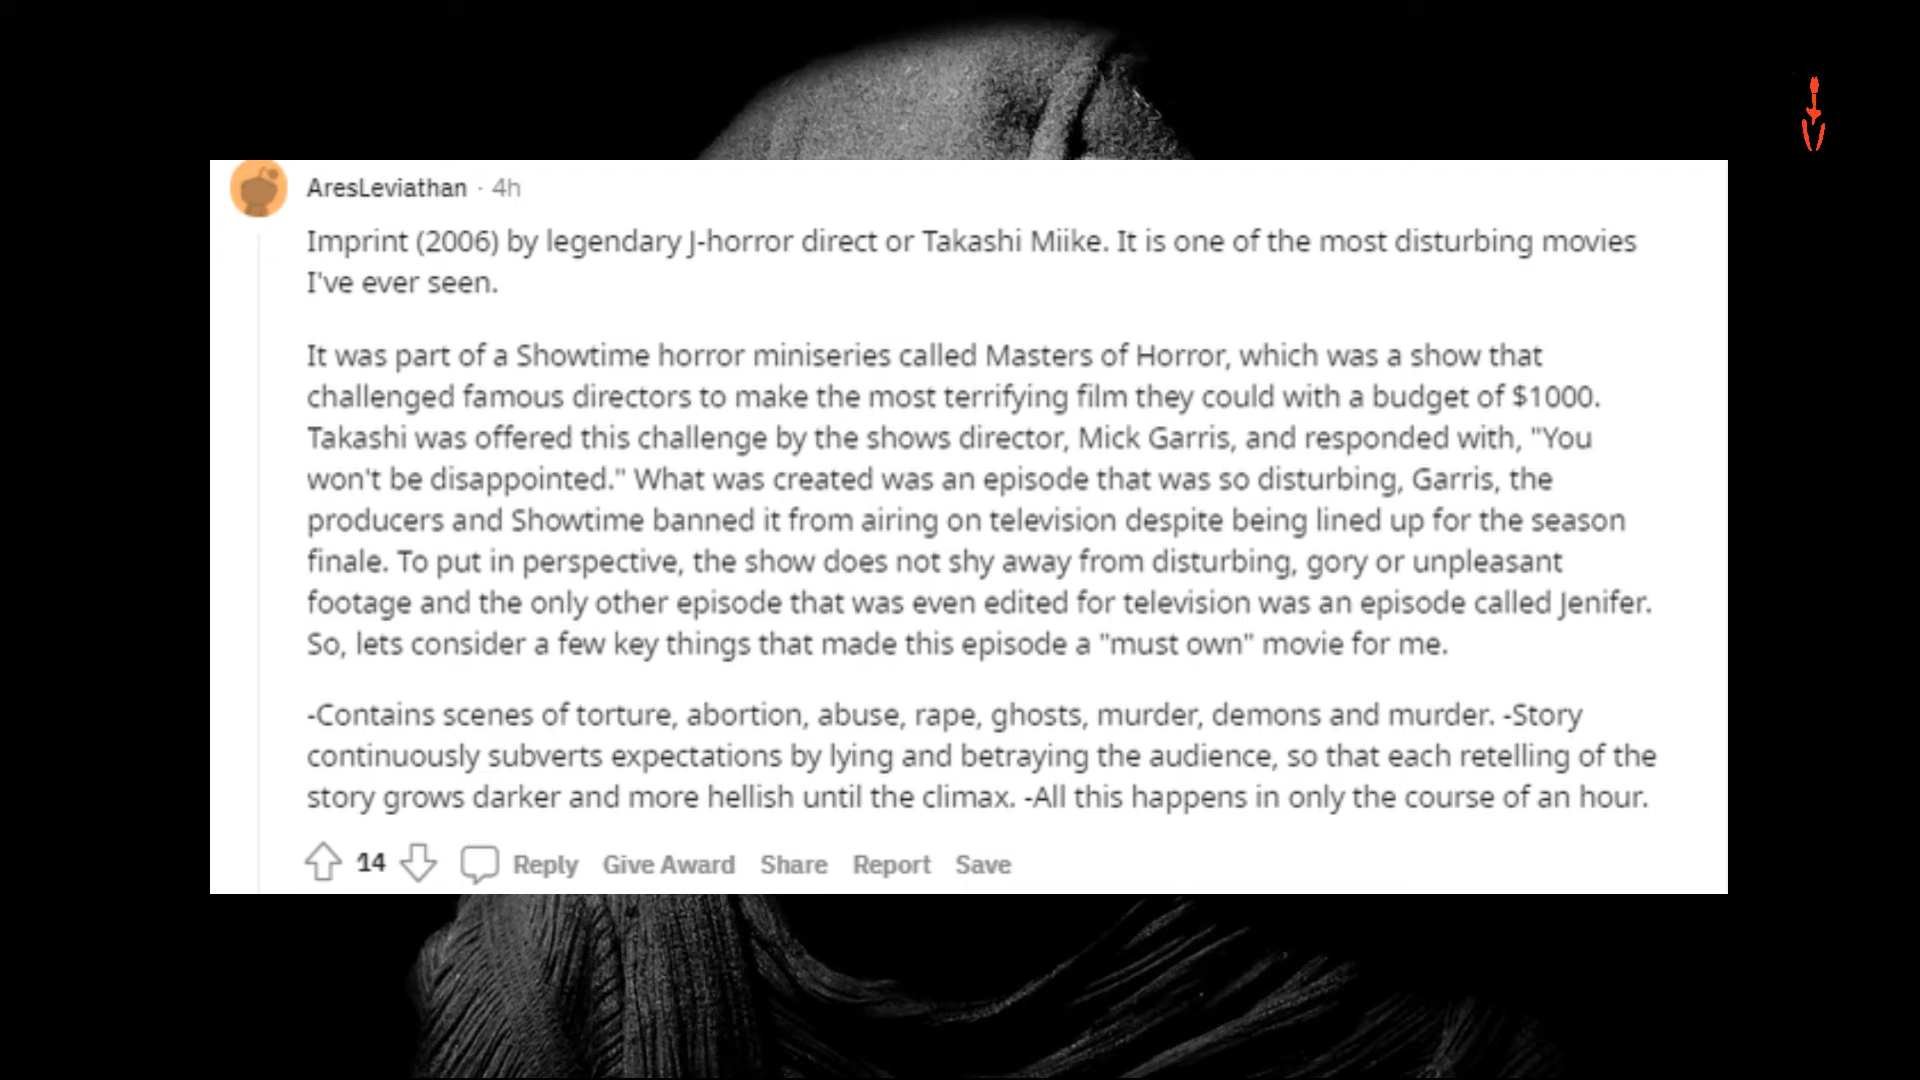 AresLeviathan · 4h
Imprint (2006) by legendary J-horror direct or Takashi Miike. It is one of the most disturbing movies
I've ever seen.
It was part of a Showtime horror miniseries called Masters of Horror, which was a show that
challenged famous directors to make the most terrifying film they could with a budget of $1000.
Takashi was offered this challenge by the shows director, Mick Garris, and responded with, "You
won't be disappointed." What was created was an episode that was so disturbing, Garris, the
producers and Showtime banned it from airing on television despite being lined up for the season
finale. To put in perspective, the show does not shy away from disturbing, gory or unpleasant
footage and the only other episode that was even edited for television was an episode called Jenifer.
So, lets consider a few key things that made this episode a "must own" movie for me.
-Contains scenes of torture, abortion, abuse, rape, ghosts, murder, demons and murder. -Story
continuously subverts expectations by lying and betraying the audience, so that each retelling of the
story grows darker and more hellish until the climax. -All this happens in only the course of an hour.
14 Reply Give Award Share Report Save